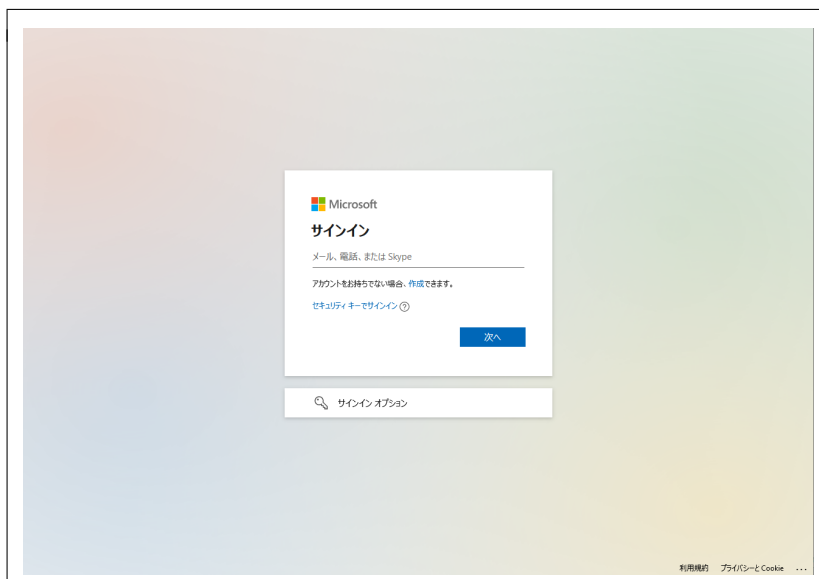 Microsoft
サインイン
メール、電話、または Skype
アカウントをお持ちでない場合、作成できます。
セキュリティ キーでサインイン ?
次へ
サインイン オプション
利用規約 プライバシーと Cookie ...